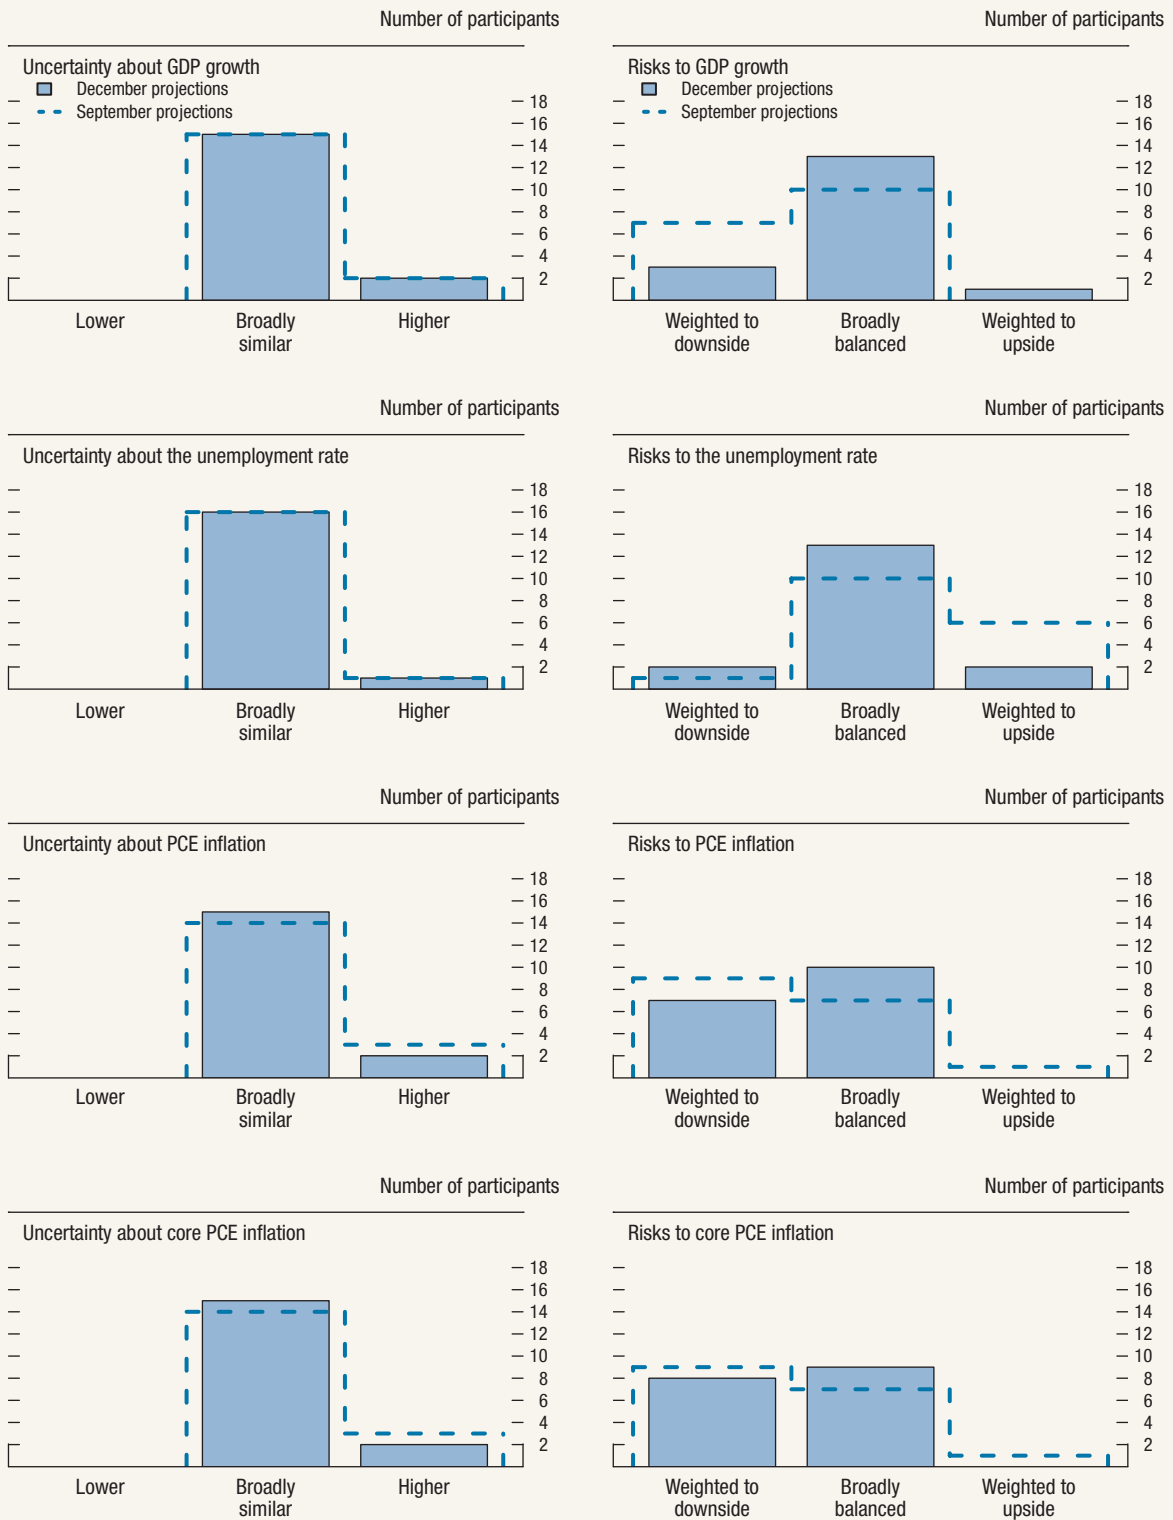 Number of participants
Uncertainty about GDP growth
December projections
September projections
18
16
14
12
10
8
6
4
2
Lower
Broadly
similar
Higher
Number of participants
Risks to GDP growth
December projections
September projections
18
16
14
12
10
8
6
4
2
Weighted to
downside
Broadly
balanced
Weighted to
upside
Number of participants
Uncertainty about the unemployment rate
18
16
14
12
10
8
6
4
2
Lower
Broadly
similar
Higher
Number of participants
Risks to the unemployment rate
18
16
14
12
10
8
6
4
2
Weighted to
downside
Broadly
balanced
Weighted to
upside
Number of participants
Uncertainty about PCE inflation
18
16
14
12
10
8
6
4
2
Lower
Broadly
similar
Higher
Number of participants
Risks to PCE inflation
18
16
14
12
10
8
6
4
2
Weighted to
downside
Broadly
balanced
Weighted to
upside
Number of participants
Uncertainty about core PCE inflation
18
16
14
12
10
8
6
4
2
Lower
Broadly
similar
Higher
Number of participants
Risks to core PCE inflation
18
16
14
12
10
8
6
4
2
Weighted to
downside
Broadly
balanced
Weighted to
upside